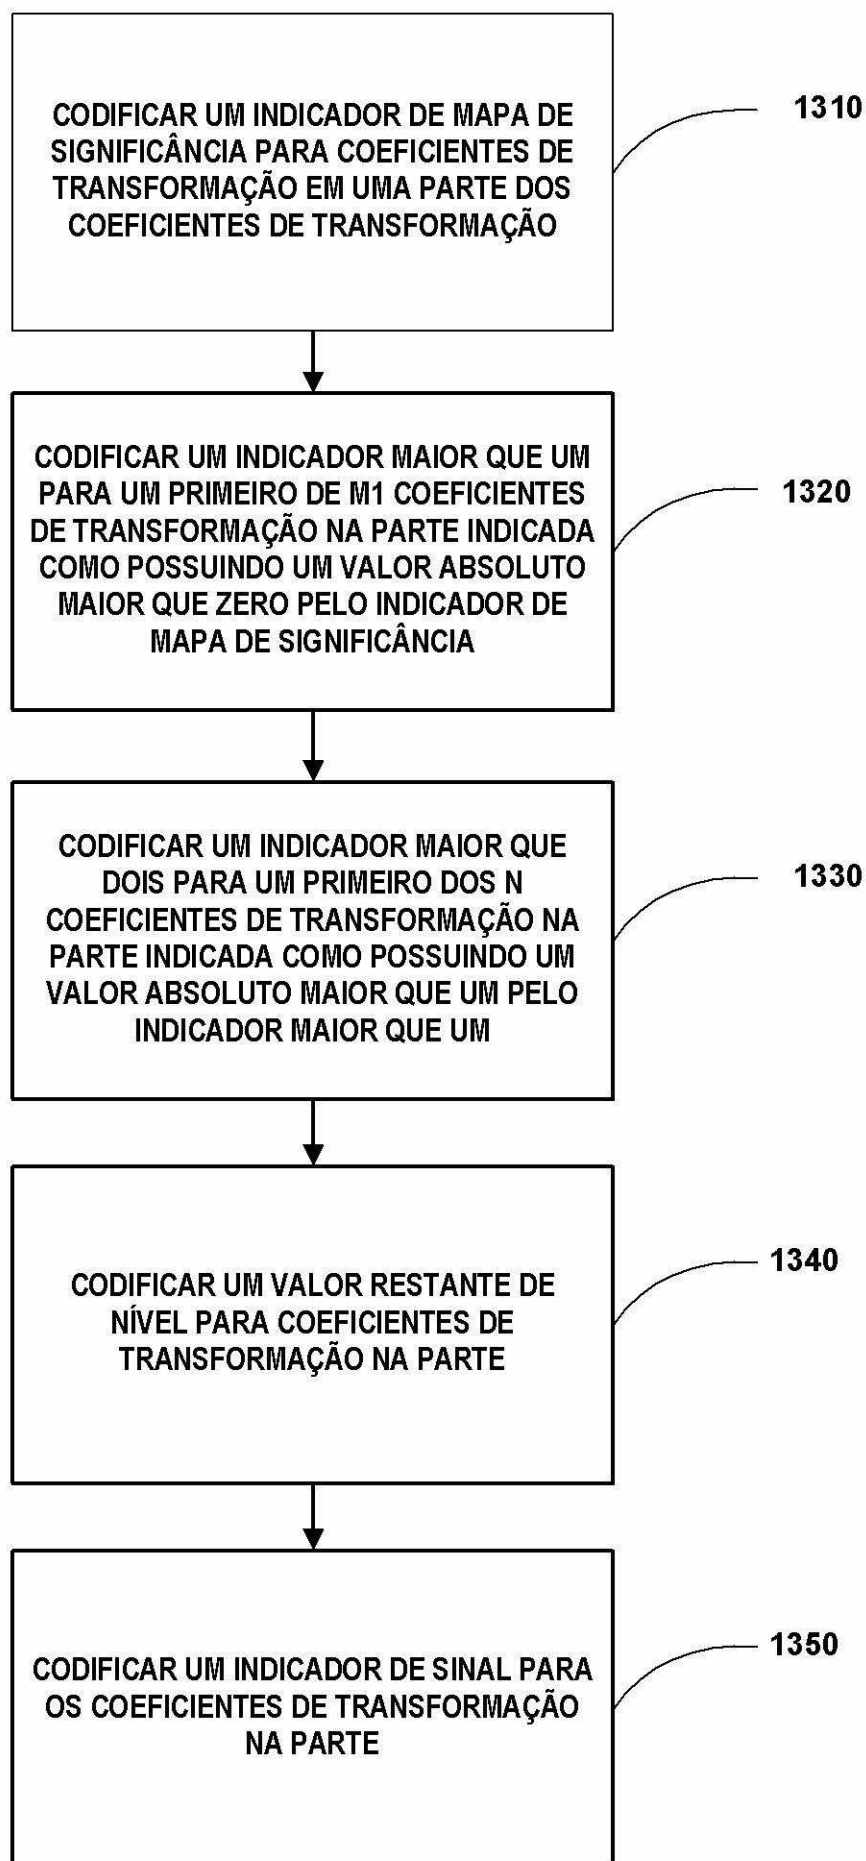 CODIFICAR UM INDICADOR DE MAPA DE
SIGNIFICÂNCIA PARA COEFICIENTES DE
TRANSFORMAÇÃO EM UMA PARTE DOS
COEFICIENTES DE TRANSFORMAÇÃO
1310
CODIFICAR UM INDICADOR MAIOR QUE UM
PARA UM PRIMEIRO DE M1 COEFICIENTES
DE TRANSFORMAÇÃO NA PARTE INDICADA
COMO POSSUINDO UM VALOR ABSOLUTO
MAIOR QUE ZERO PELO INDICADOR DE
MAPA DE SIGNIFICÂNCIA
1320
CODIFICAR UM INDICADOR MAIOR QUE
DOIS PARA UM PRIMEIRO DOS N
COEFICIENTES DE TRANSFORMAÇÃO NA
PARTE INDICADA COMO POSSUINDO UM
VALOR ABSOLUTO MAIOR QUE UM PELO
INDICADOR MAIOR QUE UM
1330
CODIFICAR UM VALOR RESTANTE DE
NÍVEL PARA COEFICIENTES DE
TRANSFORMAÇÃO NA PARTE
1340
CODIFICAR UM INDICADOR DE SINAL PARA
OS COEFICIENTES DE TRANSFORMAÇÃO
NA PARTE
1350